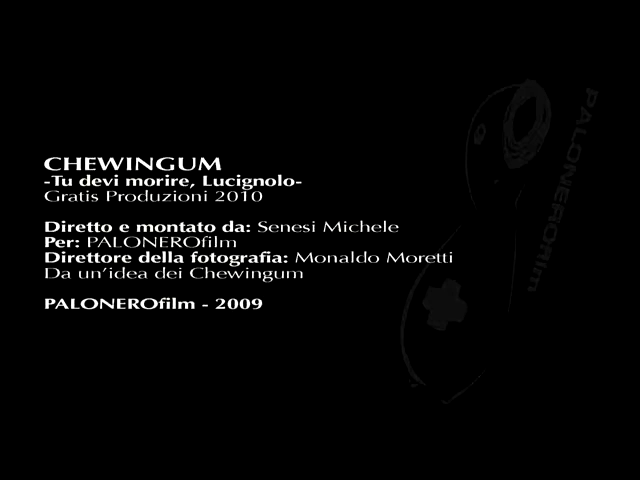 CHEWINGUM
-Tu devi morire, Lucignolo-
Gratis Produzioni 2010
Diretto e montato da: Senesi Michele
Per: PALONEROfilm
Direttore della fotografia: Monaldo Moretti
Da un'idea dei Chewingum
PALONEROfilm - 2009
PALONEROfilm